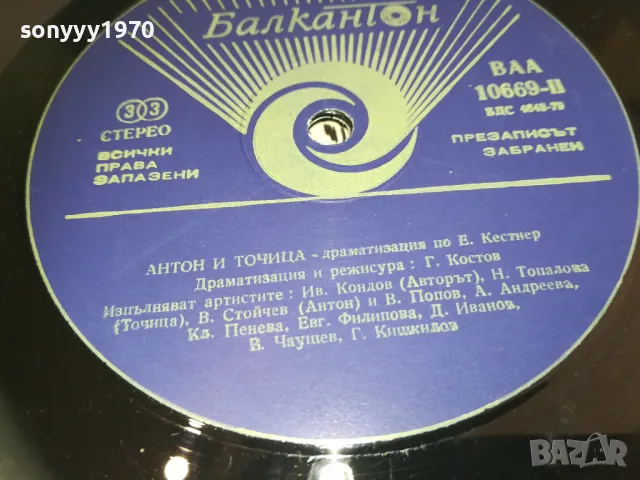 sonyyy1970
Балкантон
ВАА
10669-II
БДС 4848-79
33
СТЕРЕО
ВСИЧКИ
ПРАВА
ЗАПАЗЕНИ
ПРЕЗАПИСЪТ
ЗАБРАНЕН
АНТОН И ТОЧИЦА - драматизация по Е. Кестнер
Драматизация и режисура: Г. Костов
Изпълняват артистите: Ив. Кондов (Авторът), Н. Топалова
(Точица), В. Стойчев (Антон) и В. Попов, А. Андреева,
Кл. Пенева, Евг. Филипова, Д. Иванов,
В. Чаушев, Г. Кишкилов
BAZAR